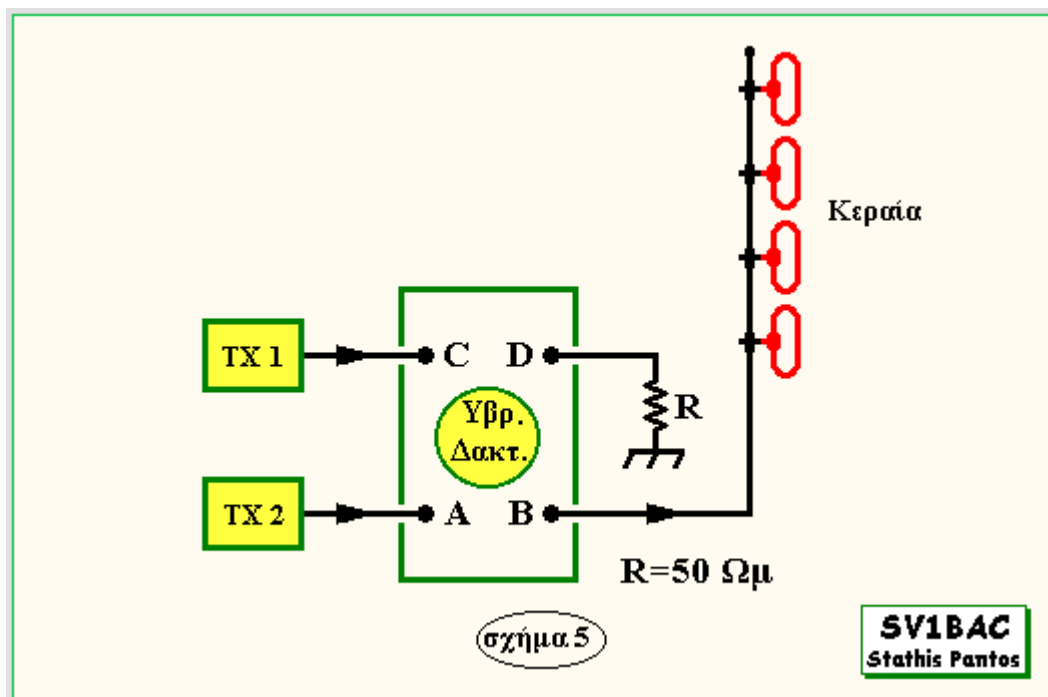 Κεραία
TX 1
C
D
R
Υβρ.
Δακτ.
TX 2
A
B
R=50 Ωμ
σχήμα 5
SV1BAC
Stathis Pantos